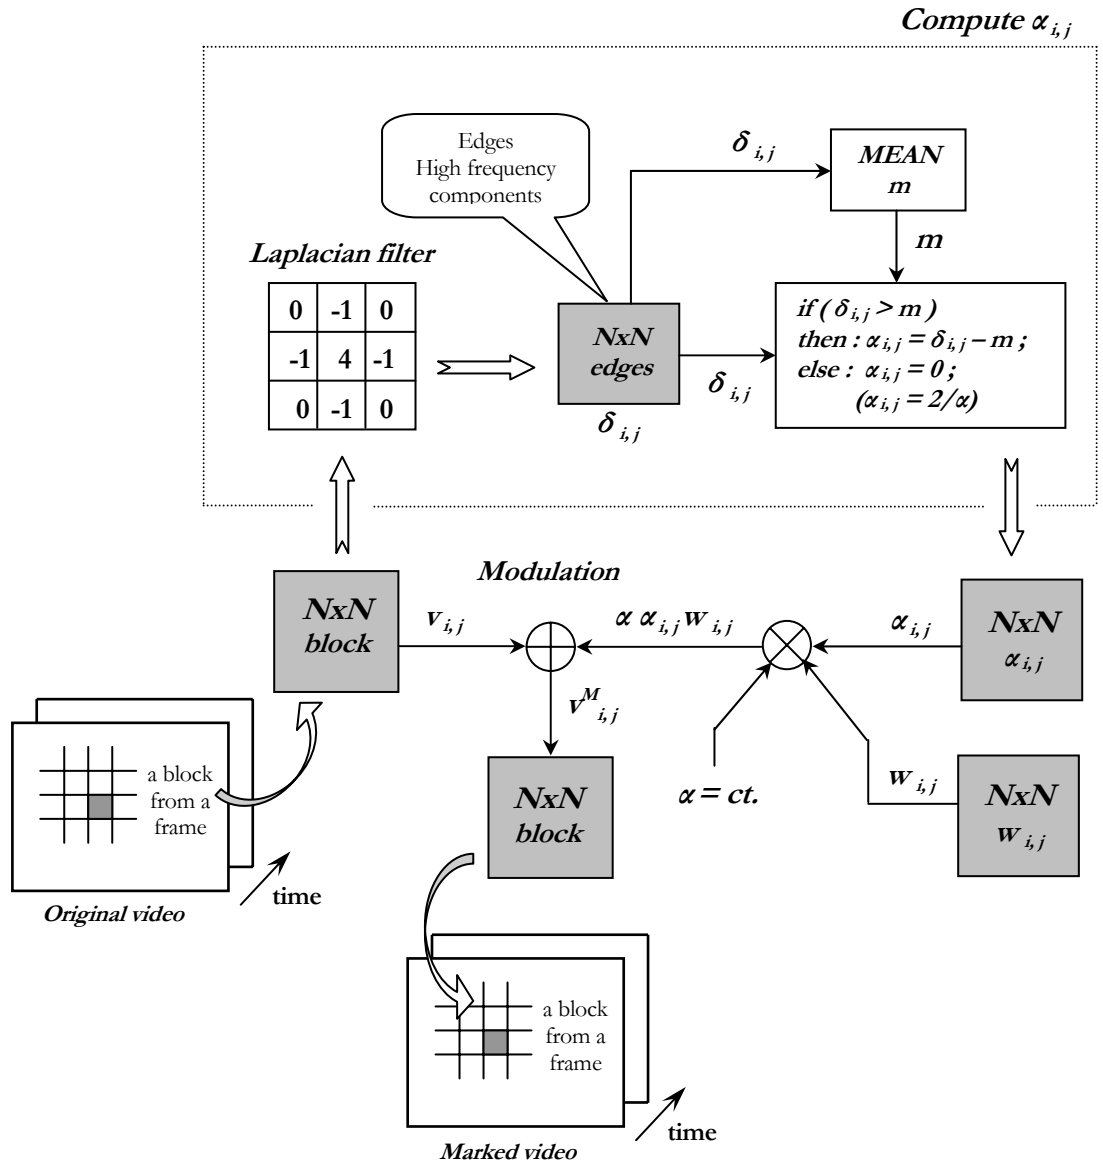 Compute α i, j
Edges
High frequency
components
δ i, j
MEAN
m
m
Laplacian filter
0 -1 0
-1 4 -1
0 -1 0
NxN
edges
δ i, j
δ i, j
if ( δ i, j > m )
then : α i, j = δ i, j – m ;
else : α i, j = 0 ;
(α i, j = 2/α)
Modulation
NxN
block
v i, j
α α i, j w i, j
α i, j
NxN
α i, j
v M i, j
a block
from a
frame
time
Original video
NxN
block
α = ct.
w i, j
NxN
w i, j
a block
from a
frame
time
Marked video